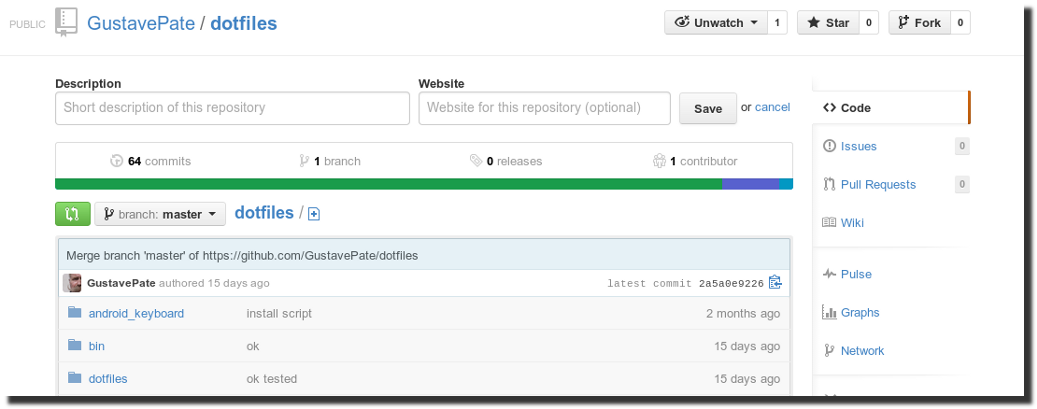 PUBLIC GustavePate / dotfiles Unwatch 1 Star 0 Fork 0
Description Website
Short description of this repository Website for this repository (optional) Save or cancel
Code
64 commits 1 branch 0 releases 1 contributor
Issues 0
Pull Requests 0
branch: master dotfiles /
Wiki
Merge branch 'master' of https://github.com/GustavePate/dotfiles
GustavePate authored 15 days ago latest commit 2a5a0e9226
Pulse
android_keyboard install script 2 months ago
Graphs
bin ok 15 days ago
Network
dotfiles ok tested 15 days ago